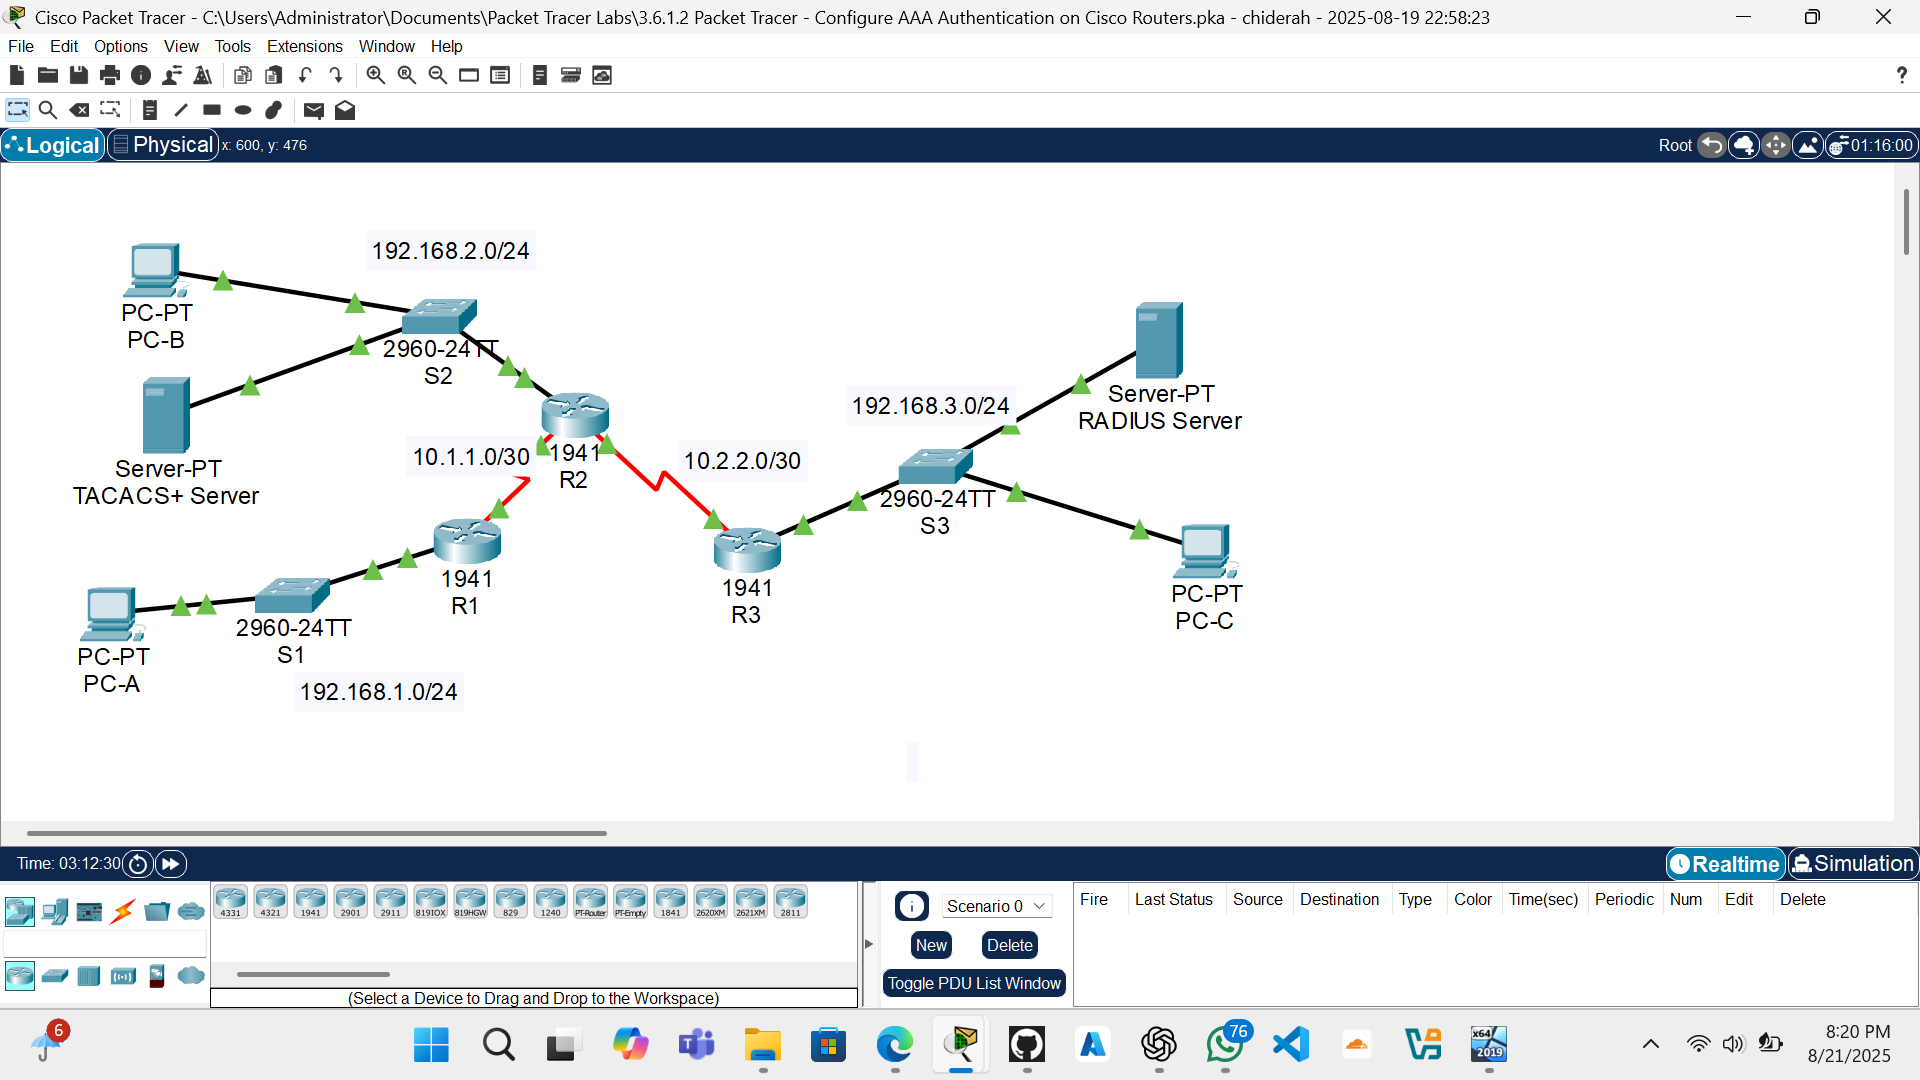 Cisco Packet Tracer - C:\Users\Administrator\Documents\Packet Tracer Labs\3.6.1.2 Packet Tracer - Configure AAA Authentication on Cisco Routers.pka - chiderah - 2025-08-19 22:58:23
File Edit Options View Tools Extensions Window Help
?
Logical Physical x: 600, y: 476 Root 01:16:00
192.168.2.0/24
PC-PT
PC-B
2960-24TT
S2
Server-PT
TACACS+ Server
10.1.1.0/30
1941
R2
10.2.2.0/30
192.168.3.0/24
Server-PT
RADIUS Server
2960-24TT
S3
1941
R1
1941
R3
PC-PT
PC-C
2960-24TT
S1
PC-PT
PC-A
192.168.1.0/24
Time: 03:12:30 Realtime Simulation
4331 4321 1941 2901 2911 819IOX 819HGW 829 1240 PT-Router PT-Empty 1841 2620XM 2621XM 2811
(Select a Device to Drag and Drop to the Workspace)
Scenario 0
New Delete
Toggle PDU List Window
Fire Last Status Source Destination Type Color Time(sec) Periodic Num Edit Delete
6
76
x64
2019
8:20 PM
8/21/2025